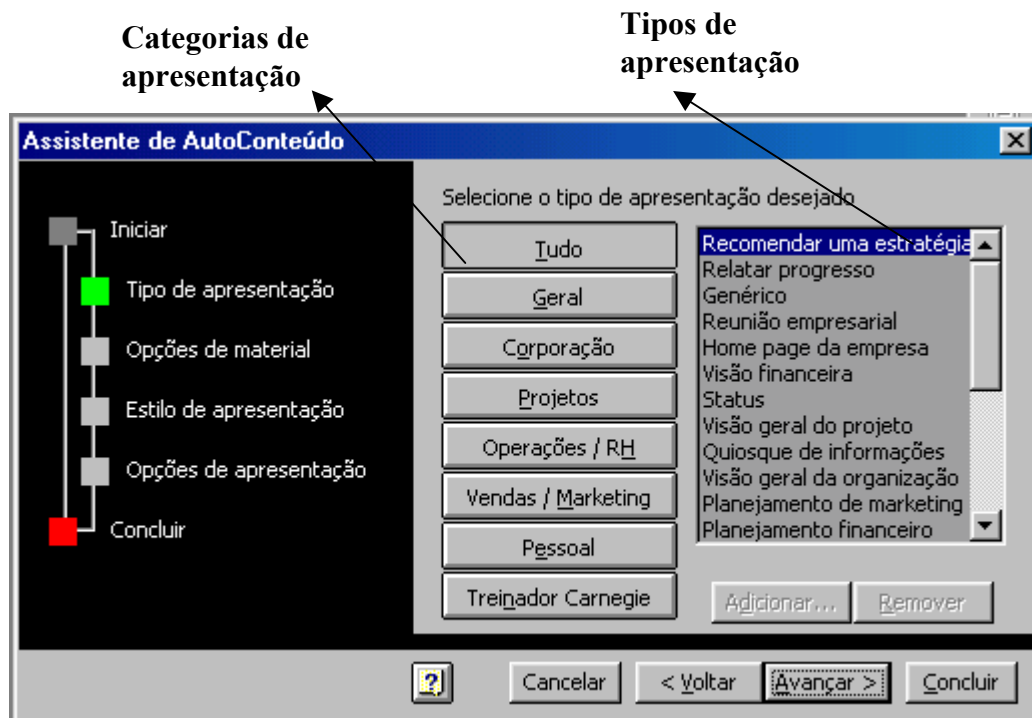 Categorias de
apresentação
Tipos de
apresentação
Assistente de AutoConteúdo
Iniciar
Tipo de apresentação
Opções de material
Estilo de apresentação
Opções de apresentação
Concluir
Selecione o tipo de apresentação desejado
Tudo
Geral
Corporação
Projetos
Operações / RH
Vendas / Marketing
Pessoal
Treinador Carnegie
Recomendar uma estratégia
Relatar progresso
Genérico
Reunião empresarial
Home page da empresa
Visão financeira
Status
Visão geral do projeto
Quiosque de informações
Visão geral da organização
Planejamento de marketing
Planejamento financeiro
Adicionar...
Remover
?
Cancelar
< Voltar
Avançar >
Concluir